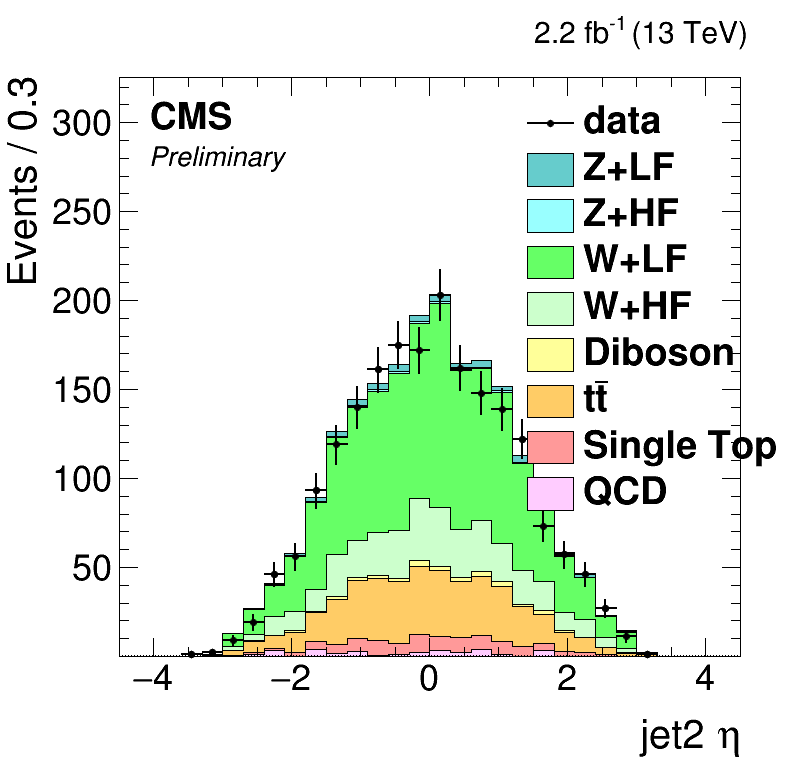 2.2 fb⁻¹ (13 TeV)
Events / 0.3
CMS
Preliminary
data
Z+LF
Z+HF
W+LF
W+HF
Diboson
tt̄
Single Top
QCD
300
250
200
150
100
50
−4 −2 0 2 4
jet2 η